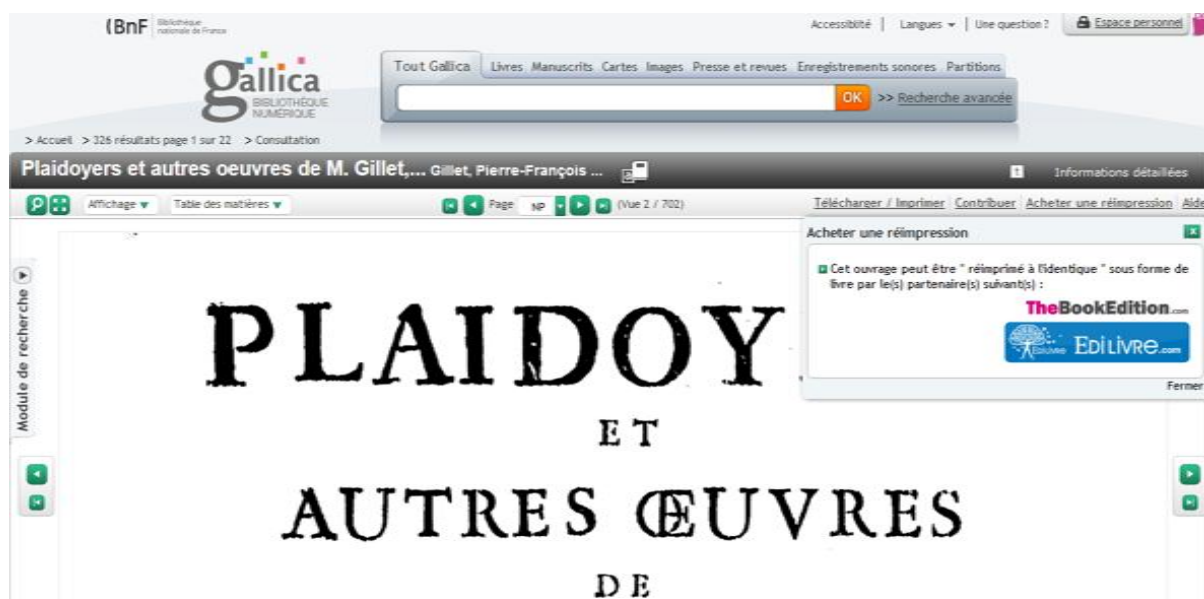 (BnF Bibliothèque nationale de France
Accessibilité | Langues | Une question ? Espace personnel
gallica
BIBLIOTHÈQUE
NUMÉRIQUE
Tout Gallica Livres Manuscrits Cartes Images Presse et revues Enregistrements sonores Partitions
OK >> Recherche avancée
> Accueil > 326 résultats page 1 sur 22 > Consultation
Plaidoyers et autres oeuvres de M. Gillet,... Gillet, Pierre-François ...
Informations détaillées
Affichage Table des matières Page NP (Vue 2 / 702)
Télécharger / Imprimer Contribuer Acheter une réimpression Aide
Acheter une réimpression
Cet ouvrage peut être " réimprimé à l'identique " sous forme de
livre par le(s) partenaire(s) suivant(s) :
TheBookEdition.com
Edilivre EDILIVRE.com
Fermer
Module de recherche
PLAIDOY
ET
AUTRES ŒUVRES
DE